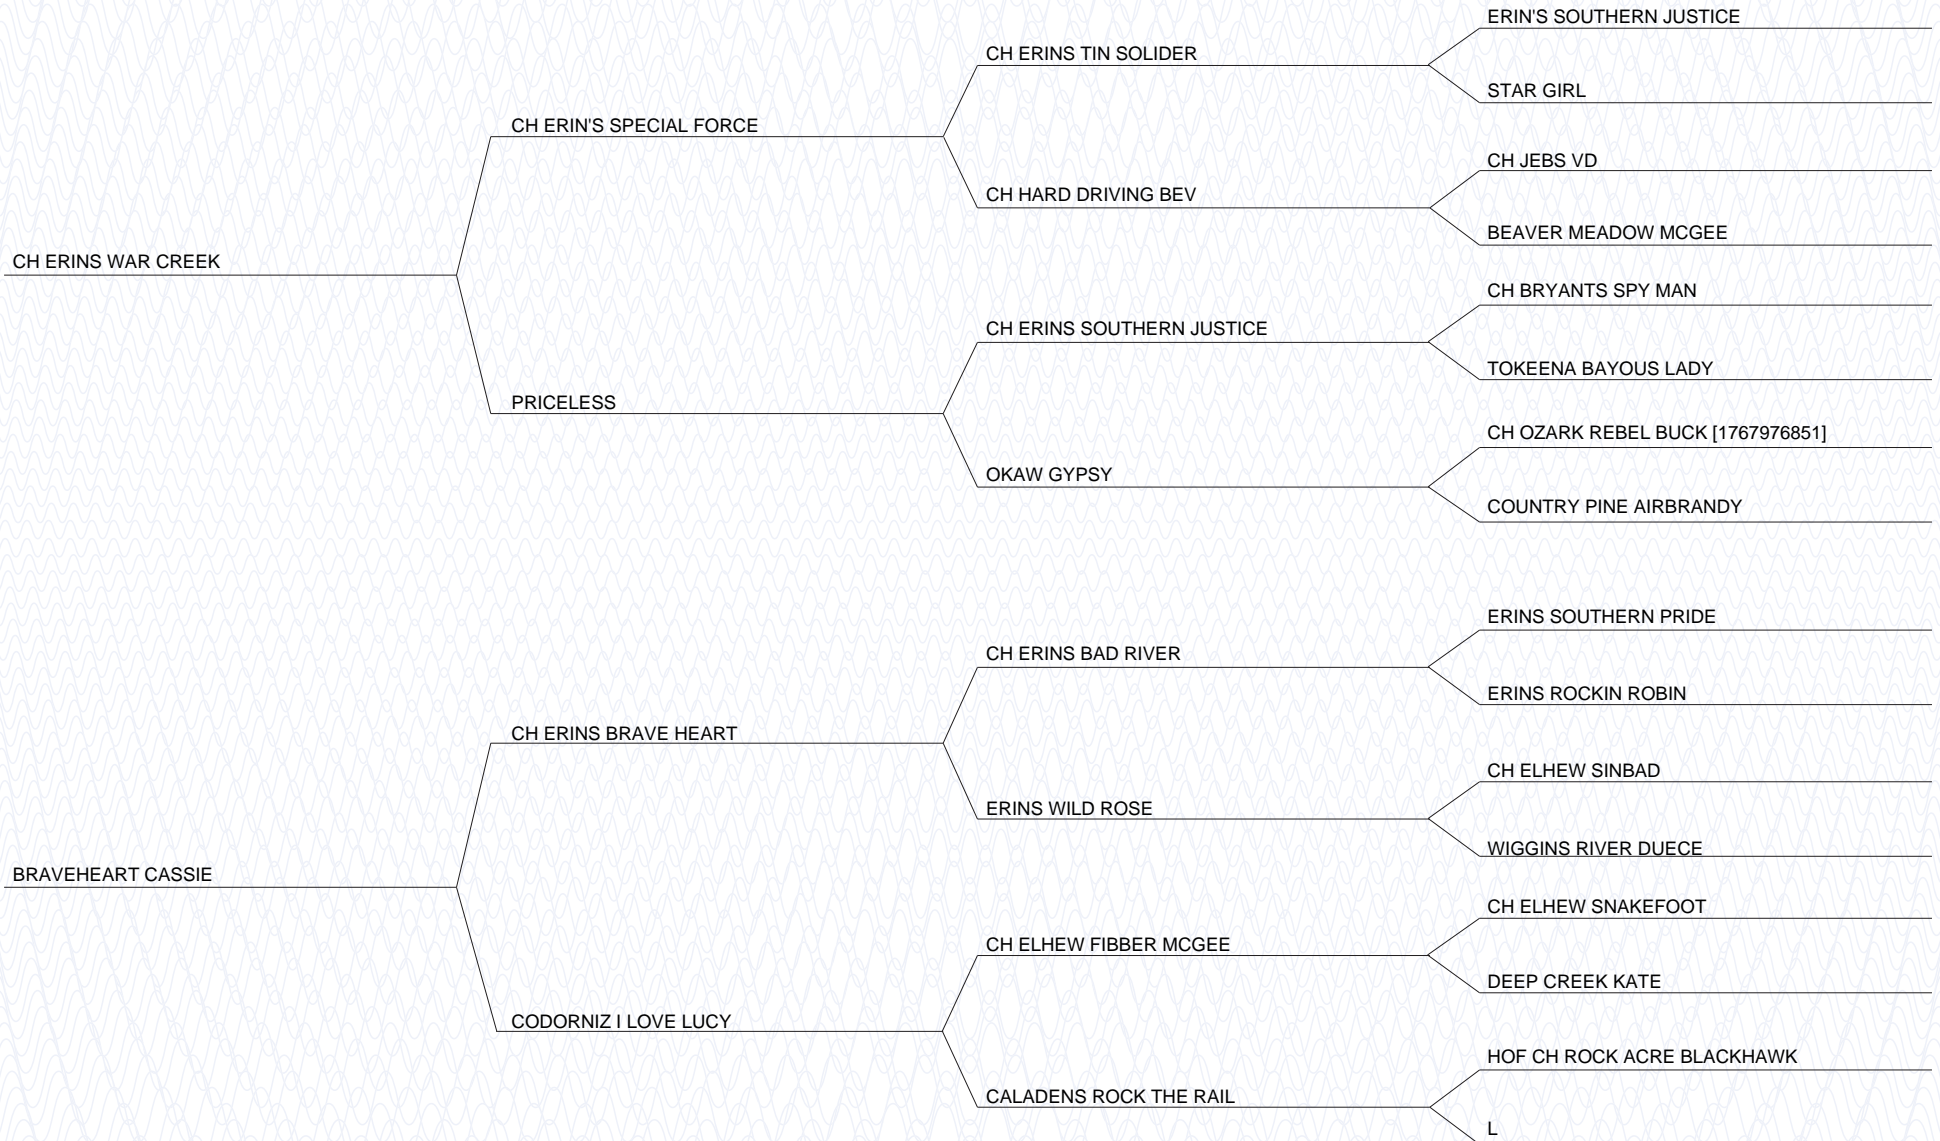 ERIN'S SOUTHERN JUSTICE
CH ERINS TIN SOLIDER
STAR GIRL
CH ERIN'S SPECIAL FORCE
CH JEBS VD
CH HARD DRIVING BEV
BEAVER MEADOW MCGEE
CH ERINS WAR CREEK
CH BRYANTS SPY MAN
CH ERINS SOUTHERN JUSTICE
TOKEENA BAYOUS LADY
PRICELESS
CH OZARK REBEL BUCK [1767976851]
OKAW GYPSY
COUNTRY PINE AIRBRANDY
ERINS SOUTHERN PRIDE
CH ERINS BAD RIVER
ERINS ROCKIN ROBIN
CH ERINS BRAVE HEART
CH ELHEW SINBAD
ERINS WILD ROSE
WIGGINS RIVER DUECE
BRAVEHEART CASSIE
CH ELHEW SNAKEFOOT
CH ELHEW FIBBER MCGEE
DEEP CREEK KATE
CODORNIZ I LOVE LUCY
HOF CH ROCK ACRE BLACKHAWK
CALADENS ROCK THE RAIL
L